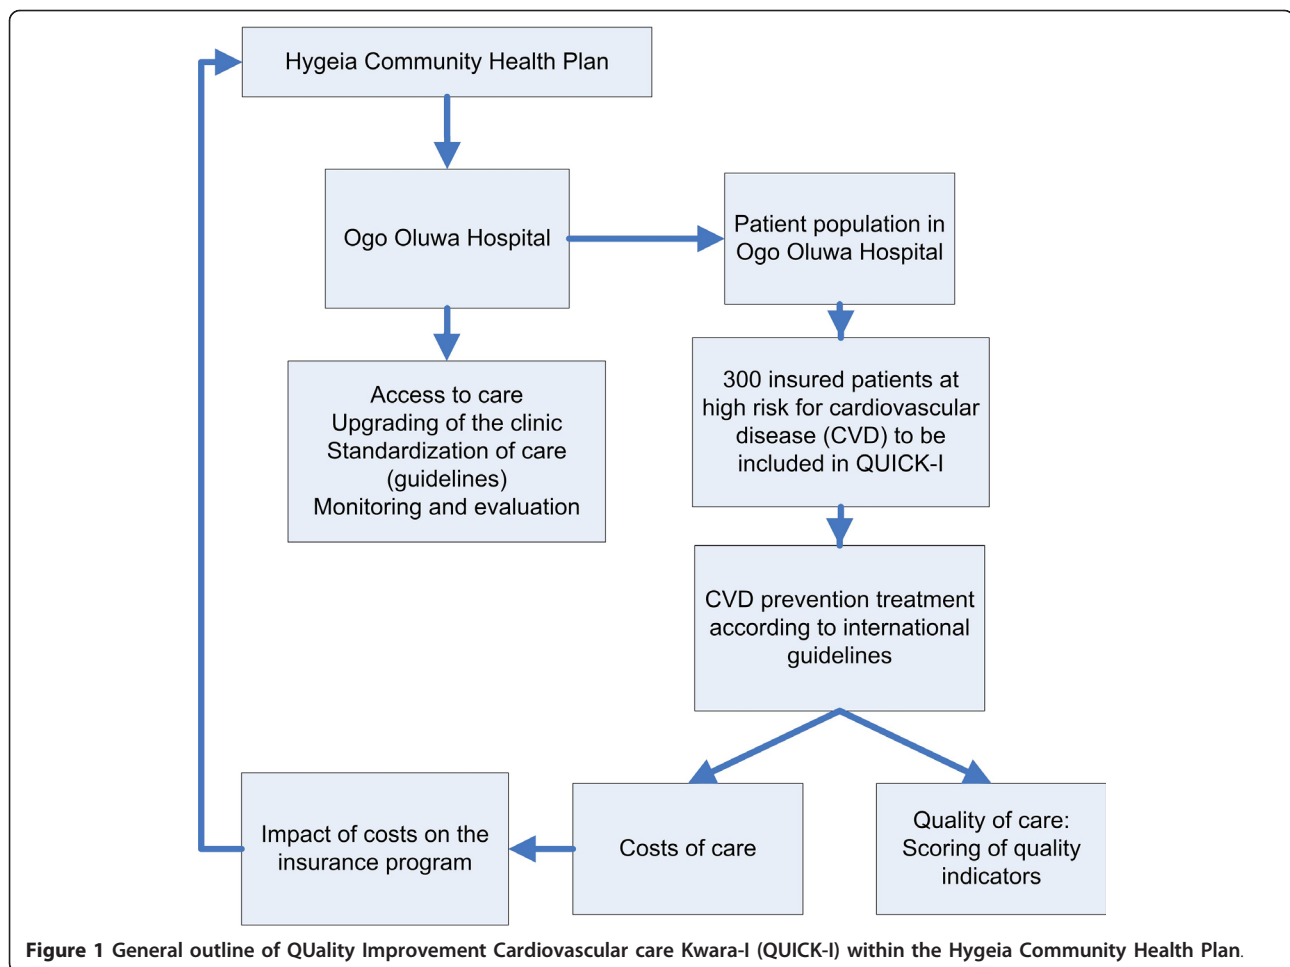 Hygeia Community Health Plan
Ogo Oluwa Hospital
Patient population in
Ogo Oluwa Hospital
Access to care
Upgrading of the clinic
Standardization of care
(guidelines)
Monitoring and evaluation
300 insured patients at
high risk for cardiovascular
disease (CVD) to be
included in QUICK-I
CVD prevention treatment
according to international
guidelines
Impact of costs on the
insurance program
Costs of care
Quality of care:
Scoring of quality
indicators
Figure 1 General outline of QUality Improvement Cardiovascular care Kwara-I (QUICK-I) within the Hygeia Community Health Plan.